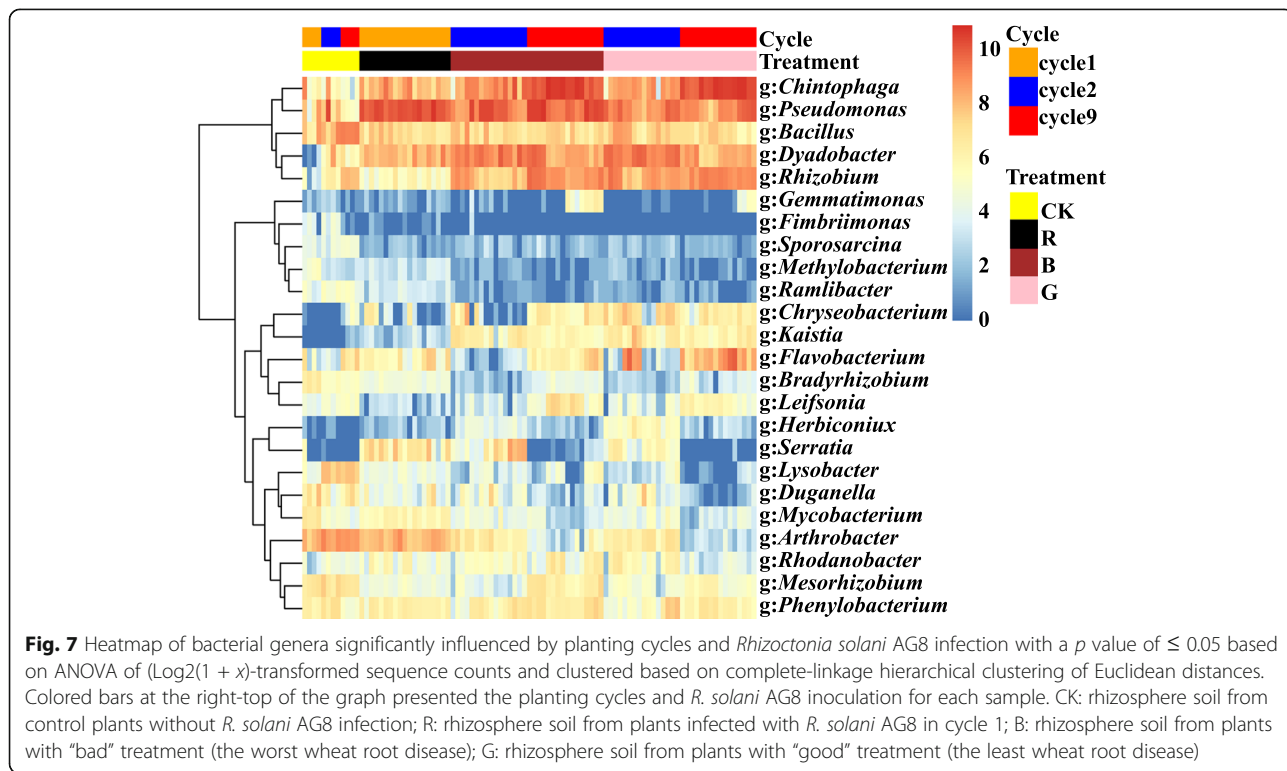 Cycle
Treatment
g:Chintophaga
g:Pseudomonas
g:Bacillus
g:Dyadobacter
g:Rhizobium
g:Gemmatimonas
g:Fimbriimonas
g:Sporosarcina
g:Methylobacterium
g:Ramlibacter
g:Chryseobacterium
g:Kaistia
g:Flavobacterium
g:Bradyrhizobium
g:Leifsonia
g:Herbiconiux
g:Serratia
g:Lysobacter
g:Duganella
g:Mycobacterium
g:Arthrobacter
g:Rhodanobacter
g:Mesorhizobium
g:Phenylobacterium
10
8
6
4
2
0
Cycle
cycle1
cycle2
cycle9
Treatment
CK
R
B
G
Fig. 7 Heatmap of bacterial genera significantly influenced by planting cycles and Rhizoctonia solani AG8 infection with a p value of ≤ 0.05 based
on ANOVA of (Log2(1 + x)-transformed sequence counts and clustered based on complete-linkage hierarchical clustering of Euclidean distances.
Colored bars at the right-top of the graph presented the planting cycles and R. solani AG8 inoculation for each sample. CK: rhizosphere soil from
control plants without R. solani AG8 infection; R: rhizosphere soil from plants infected with R. solani AG8 in cycle 1; B: rhizosphere soil from plants
with “bad” treatment (the worst wheat root disease); G: rhizosphere soil from plants with “good” treatment (the least wheat root disease)